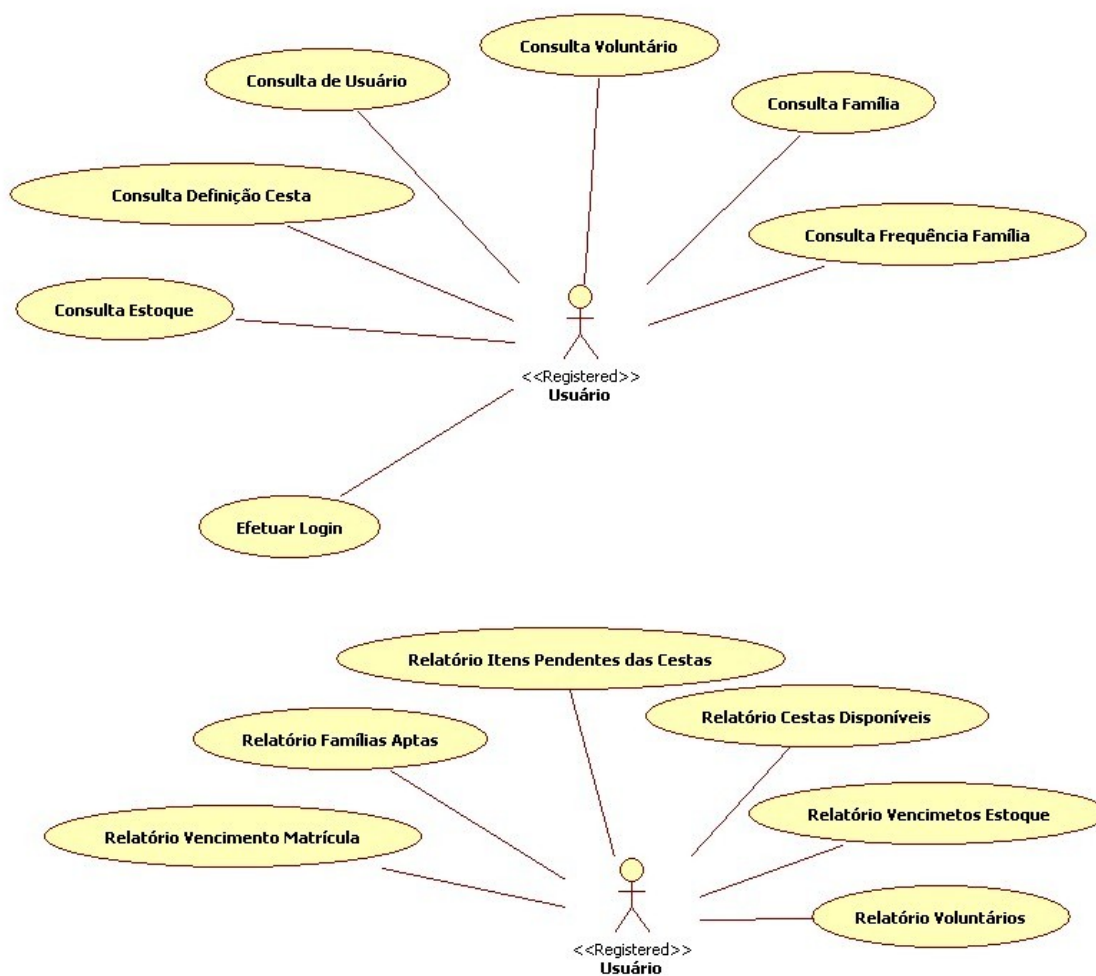 Consulta Voluntário
Consulta de Usuário
Consulta Família
Consulta Definição Cesta
Consulta Frequência Família
Consulta Estoque
<<Registered>>
Usuário
Efetuar Login
Relatório Itens Pendentes das Cestas
Relatório Cestas Disponíveis
Relatório Famílias Aptas
Relatório Vencimetos Estoque
Relatório Vencimento Matrícula
Relatório Voluntários
<<Registered>>
Usuário